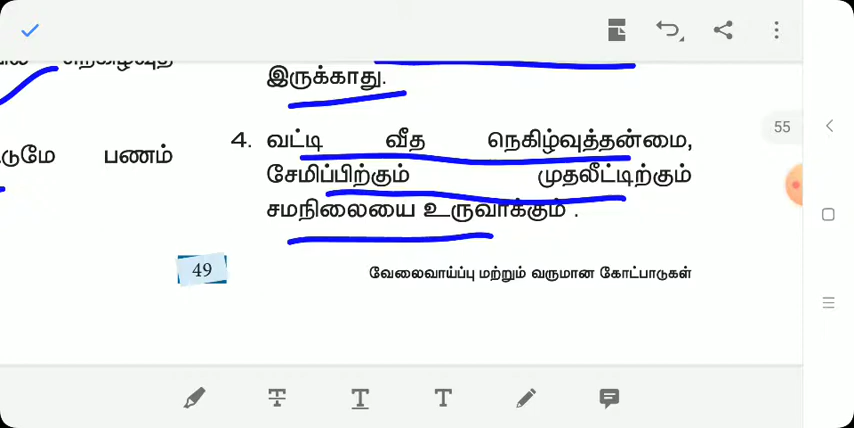 55
இருக்காது.
டுமே பணம்
4. வட்டி வீத நெகிழ்வுத்தன்மை,
சேமிப்பிற்கும் முதலீட்டிற்கும்
சமநிலையை உருவாக்கும் .
49
வேலைவாய்ப்பு மற்றும் வருமான கோட்பாடுகள்
T T T